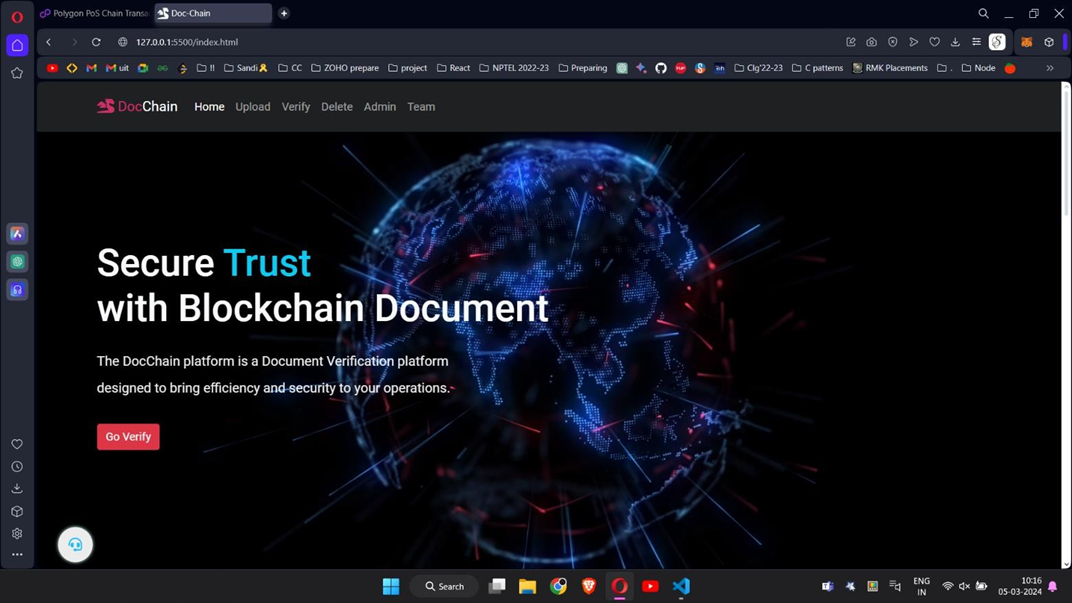 Polygon PoS Chain Transa
Doc-Chain
127.0.0.1:5500/index.html
uit
!!
Sandi
CC
ZOHO prepare
project
React
NPTEL 2022-23
Preparing
Clg'22-23
C patterns
RMK Placements
.
Node
»
DocChain
Home
Upload
Verify
Delete
Admin
Team
Secure Trust
with Blockchain Document
The DocChain platform is a Document Verification platform
designed to bring efficiency and security to your operations.
Go Verify
Search
ENG
IN
10:16
05-03-2024